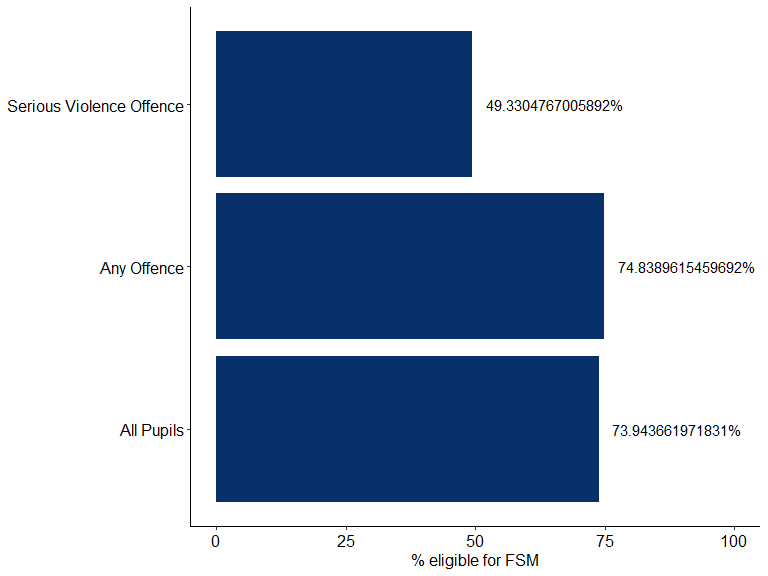 Serious Violence Offence
49.3304767005892%
Any Offence
74.8389615459692%
All Pupils
73.943661971831%
0 25 50 75 100
% eligible for FSM